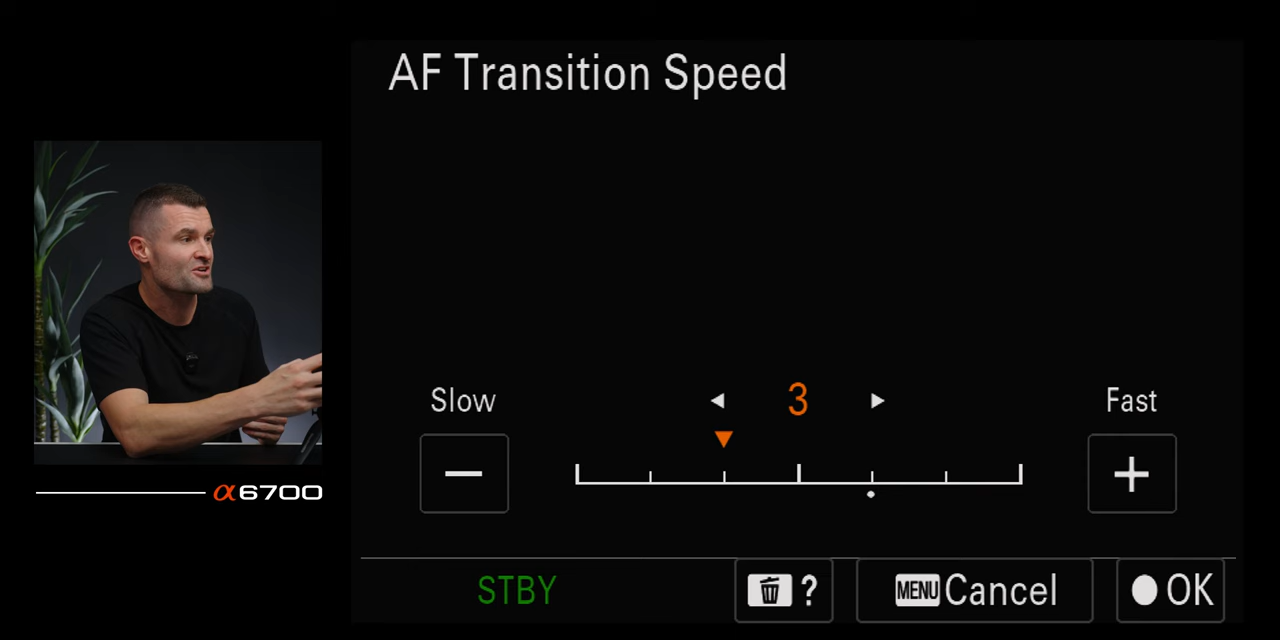 AF Transition Speed
Slow
3
Fast
α6700
STBY
?
MENU Cancel
OK